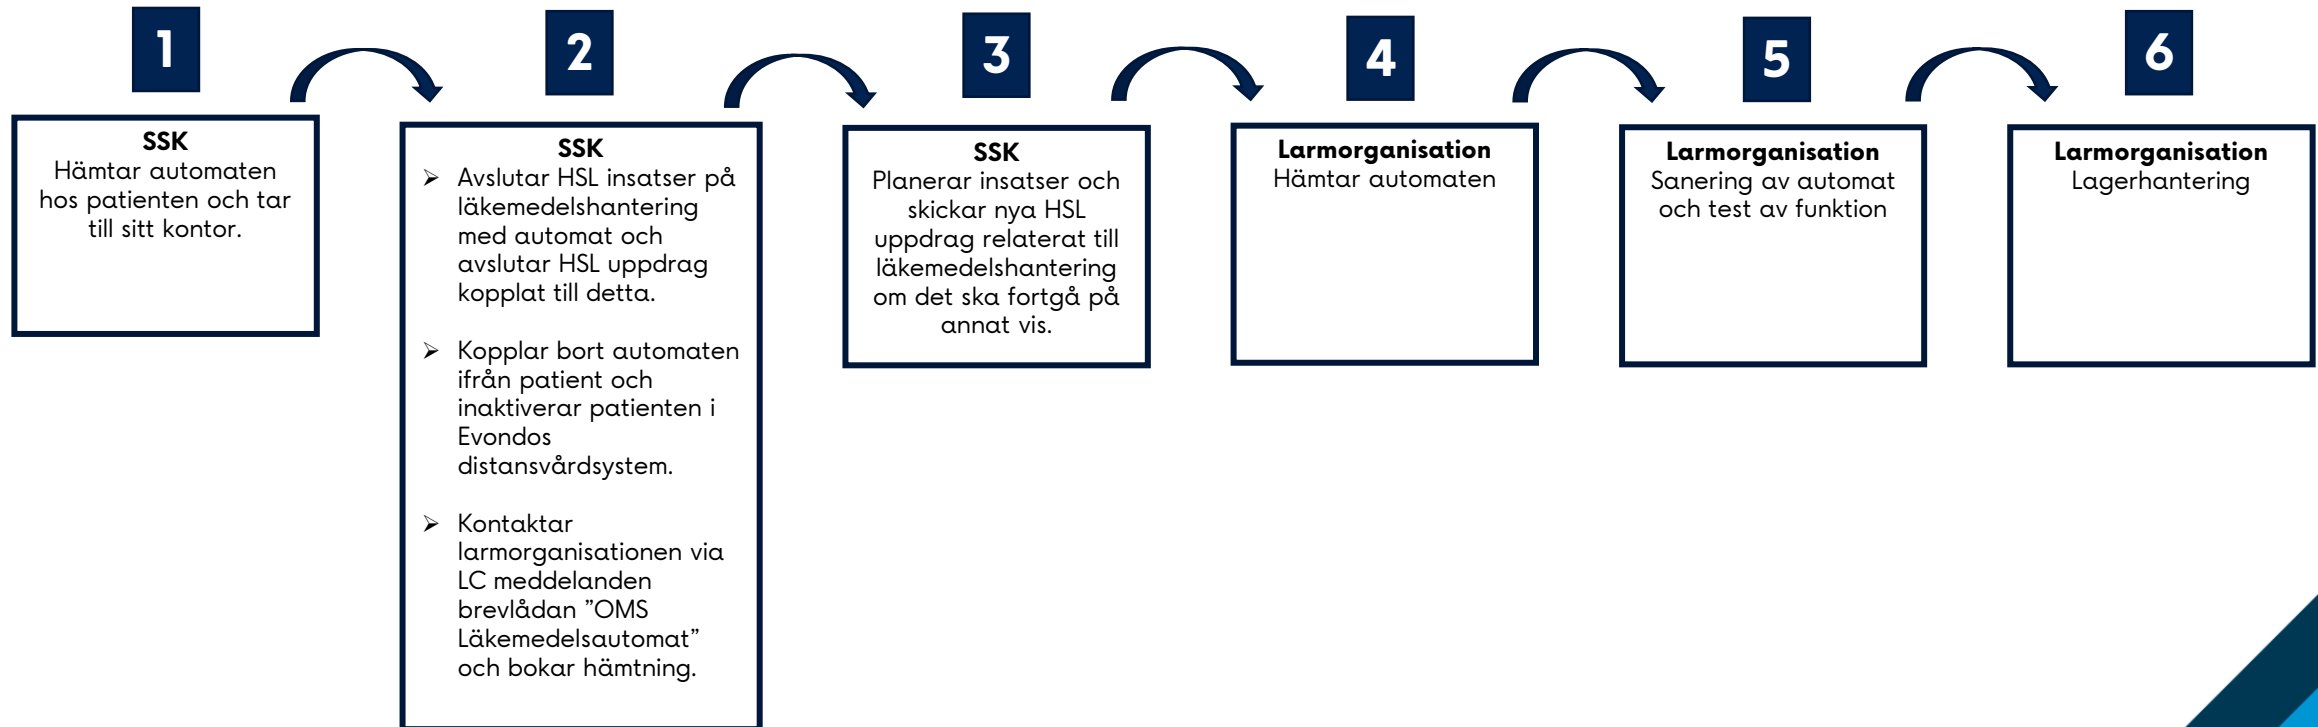 1
SSK
Hämtar automaten
hos patienten och tar
till sitt kontor.
2
SSK
➢ Avslutar HSL insatser på
läkemedelshantering
med automat och
avslutar HSL uppdrag
kopplat till detta.
➢ Kopplar bort automaten
ifrån patient och
inaktiverar patienten i
Evondos
distansvårdsystem.
➢ Kontaktar
larmorganisationen via
LC meddelanden
brevlådan ”OMS
Läkemedelsautomat”
och bokar hämtning.
3
SSK
Planerar insatser och
skickar nya HSL
uppdrag relaterat till
läkemedelshantering
om det ska fortgå på
annat vis.
4
Larmorganisation
Hämtar automaten
5
Larmorganisation
Sanering av automat
och test av funktion
6
Larmorganisation
Lagerhantering